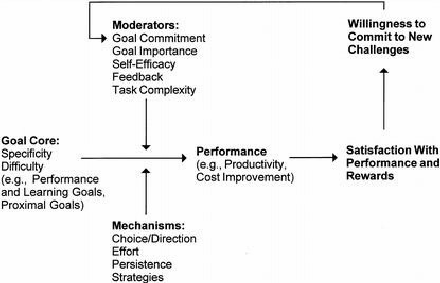 Moderators:
Goal Commitment
Goal Importance
Self-Efficacy
Feedback
Task Complexity
Willingness to
Commit to New
Challenges
Goal Core:
Specificity
Difficulty
(e.g., Performance
and Learning Goals,
Proximal Goals)
Performance
(e.g., Productivity,
Cost Improvement)
Satisfaction With
Performance and
Rewards
Mechanisms:
Choice/Direction
Effort
Persistence
Strategies